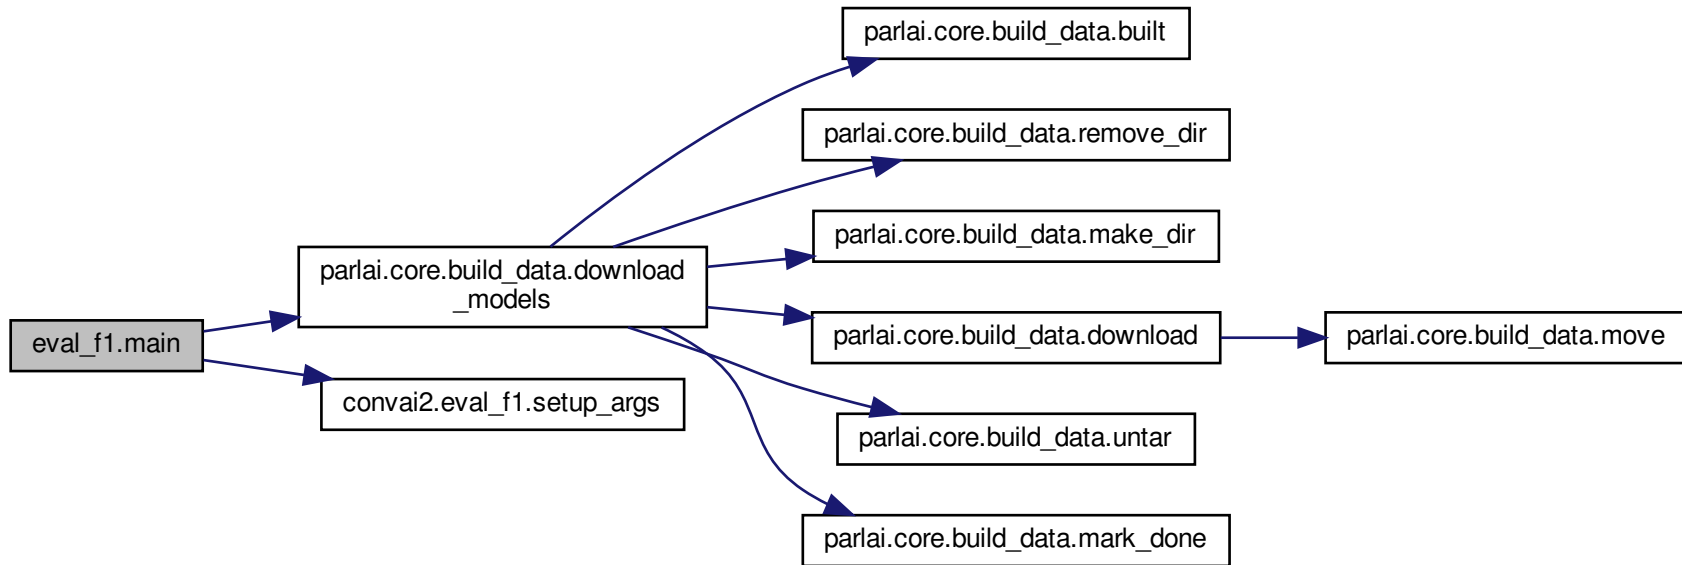 eval_f1.main
parlai.core.build_data.download
_models
convai2.eval_f1.setup_args
parlai.core.build_data.built
parlai.core.build_data.remove_dir
parlai.core.build_data.make_dir
parlai.core.build_data.download
parlai.core.build_data.untar
parlai.core.build_data.mark_done
parlai.core.build_data.move